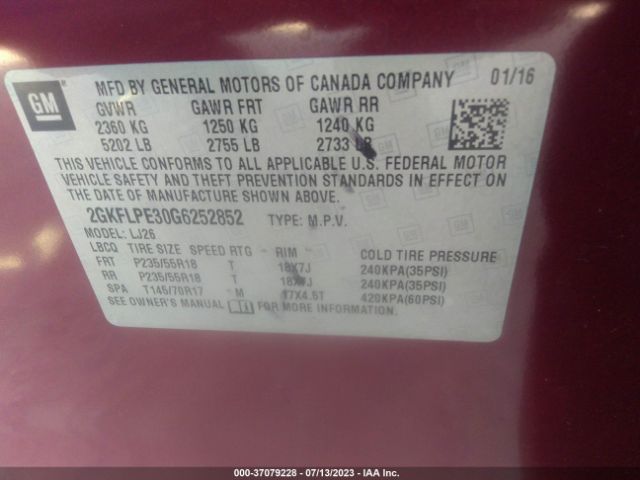 GM
MFD BY GENERAL MOTORS OF CANADA COMPANY 01/16
GVWR GAWR FRT GAWR RR
2360 KG 1250 KG 1240 KG
5202 LB 2755 LB 2733 LB
THIS VEHICLE CONFORMS TO ALL APPLICABLE U.S. FEDERAL MOTOR
VEHICLE SAFETY AND THEFT PREVENTION STANDARDS IN EFFECT ON
THE DATE OF MANUFACTURE SHOWN ABOVE.
2GKFLPE30G6252852 TYPE: M.P.V.
MODEL: LJ26
LBCQ TIRE SIZE SPEED RTG RIM COLD TIRE PRESSURE
FRT P235/55R18 T 18X7J 240KPA(35PSI)
RR P235/55R18 T 18X7J 240KPA(35PSI)
SPA T145/70R17 M 17X4.5T 420KPA(60PSI)
SEE OWNER'S MANUAL FOR MORE INFORMATION.
000-37079228 - 07/13/2023 - IAA Inc.